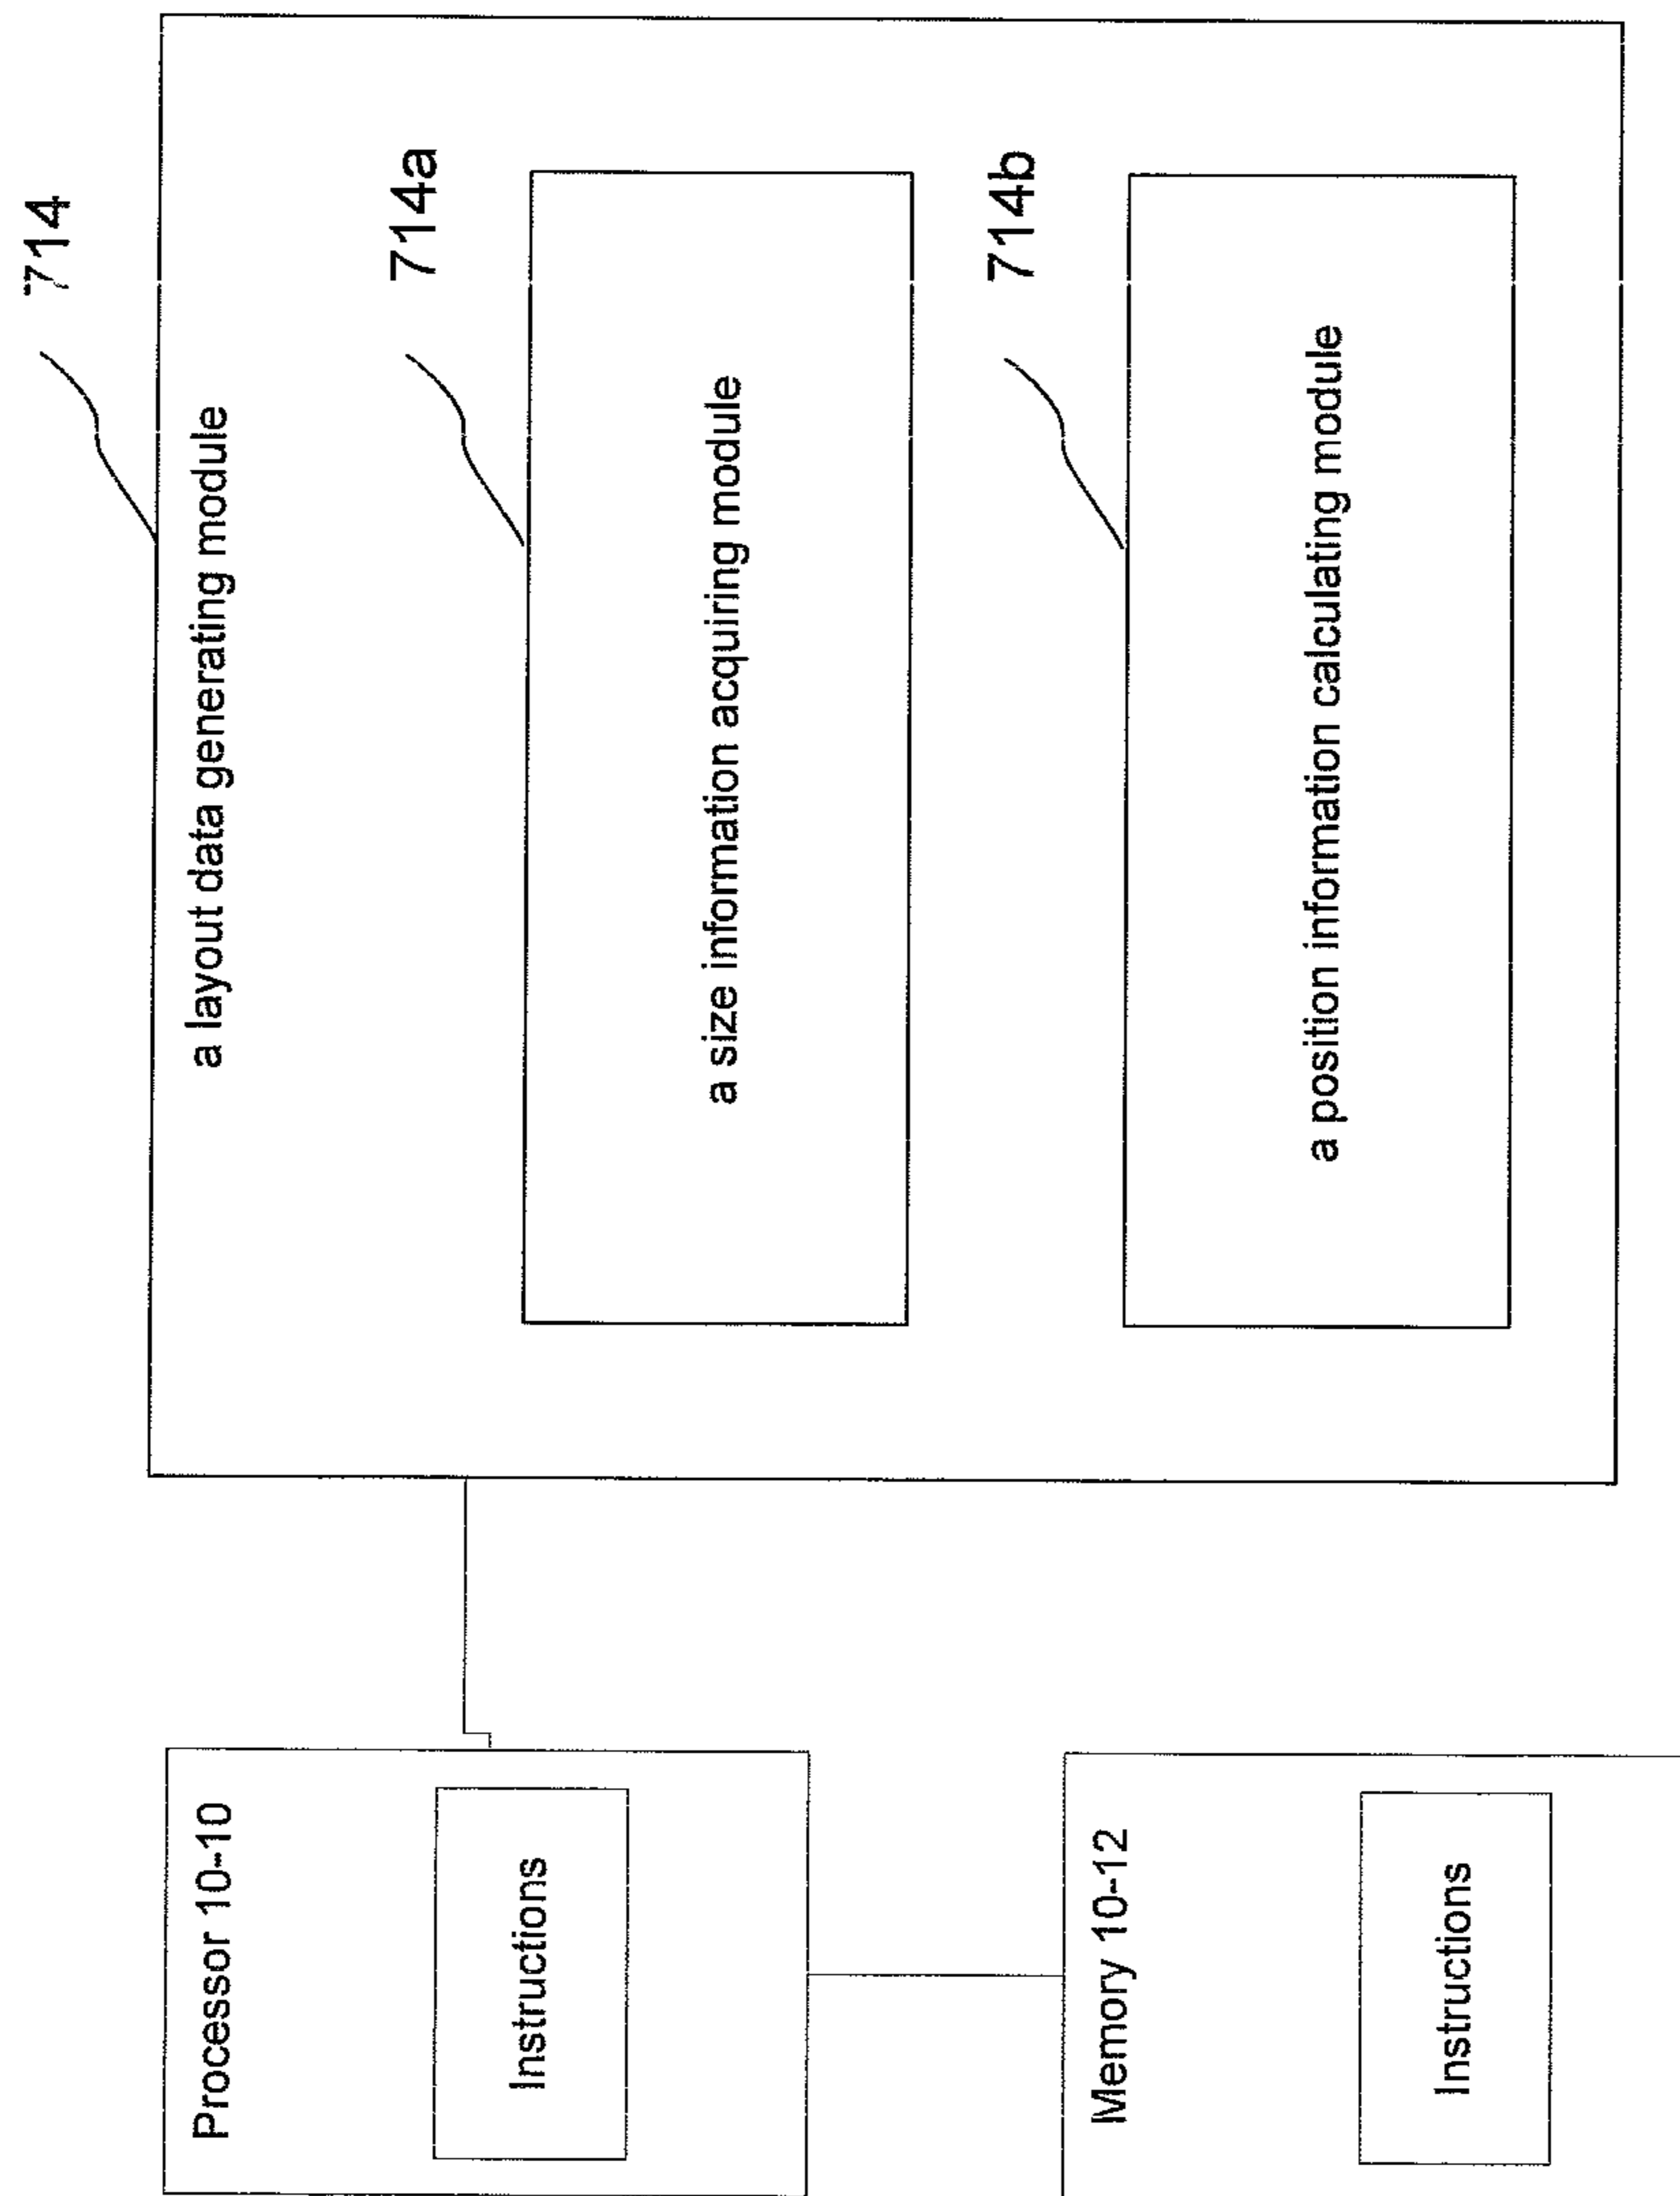 714
a layout data generating module
714a
a size information acquiring module
714b
a position information calculating module
Processor 10-10
Instructions
Memory 10-12
Instructions